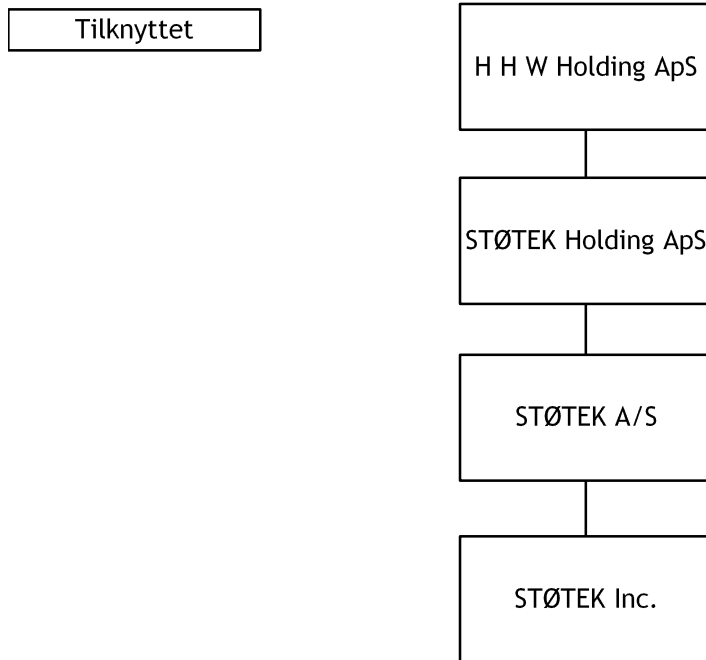 Tilknyttet
H H W Holding ApS
STØTEK Holding ApS
STØTEK A/S
STØTEK Inc.